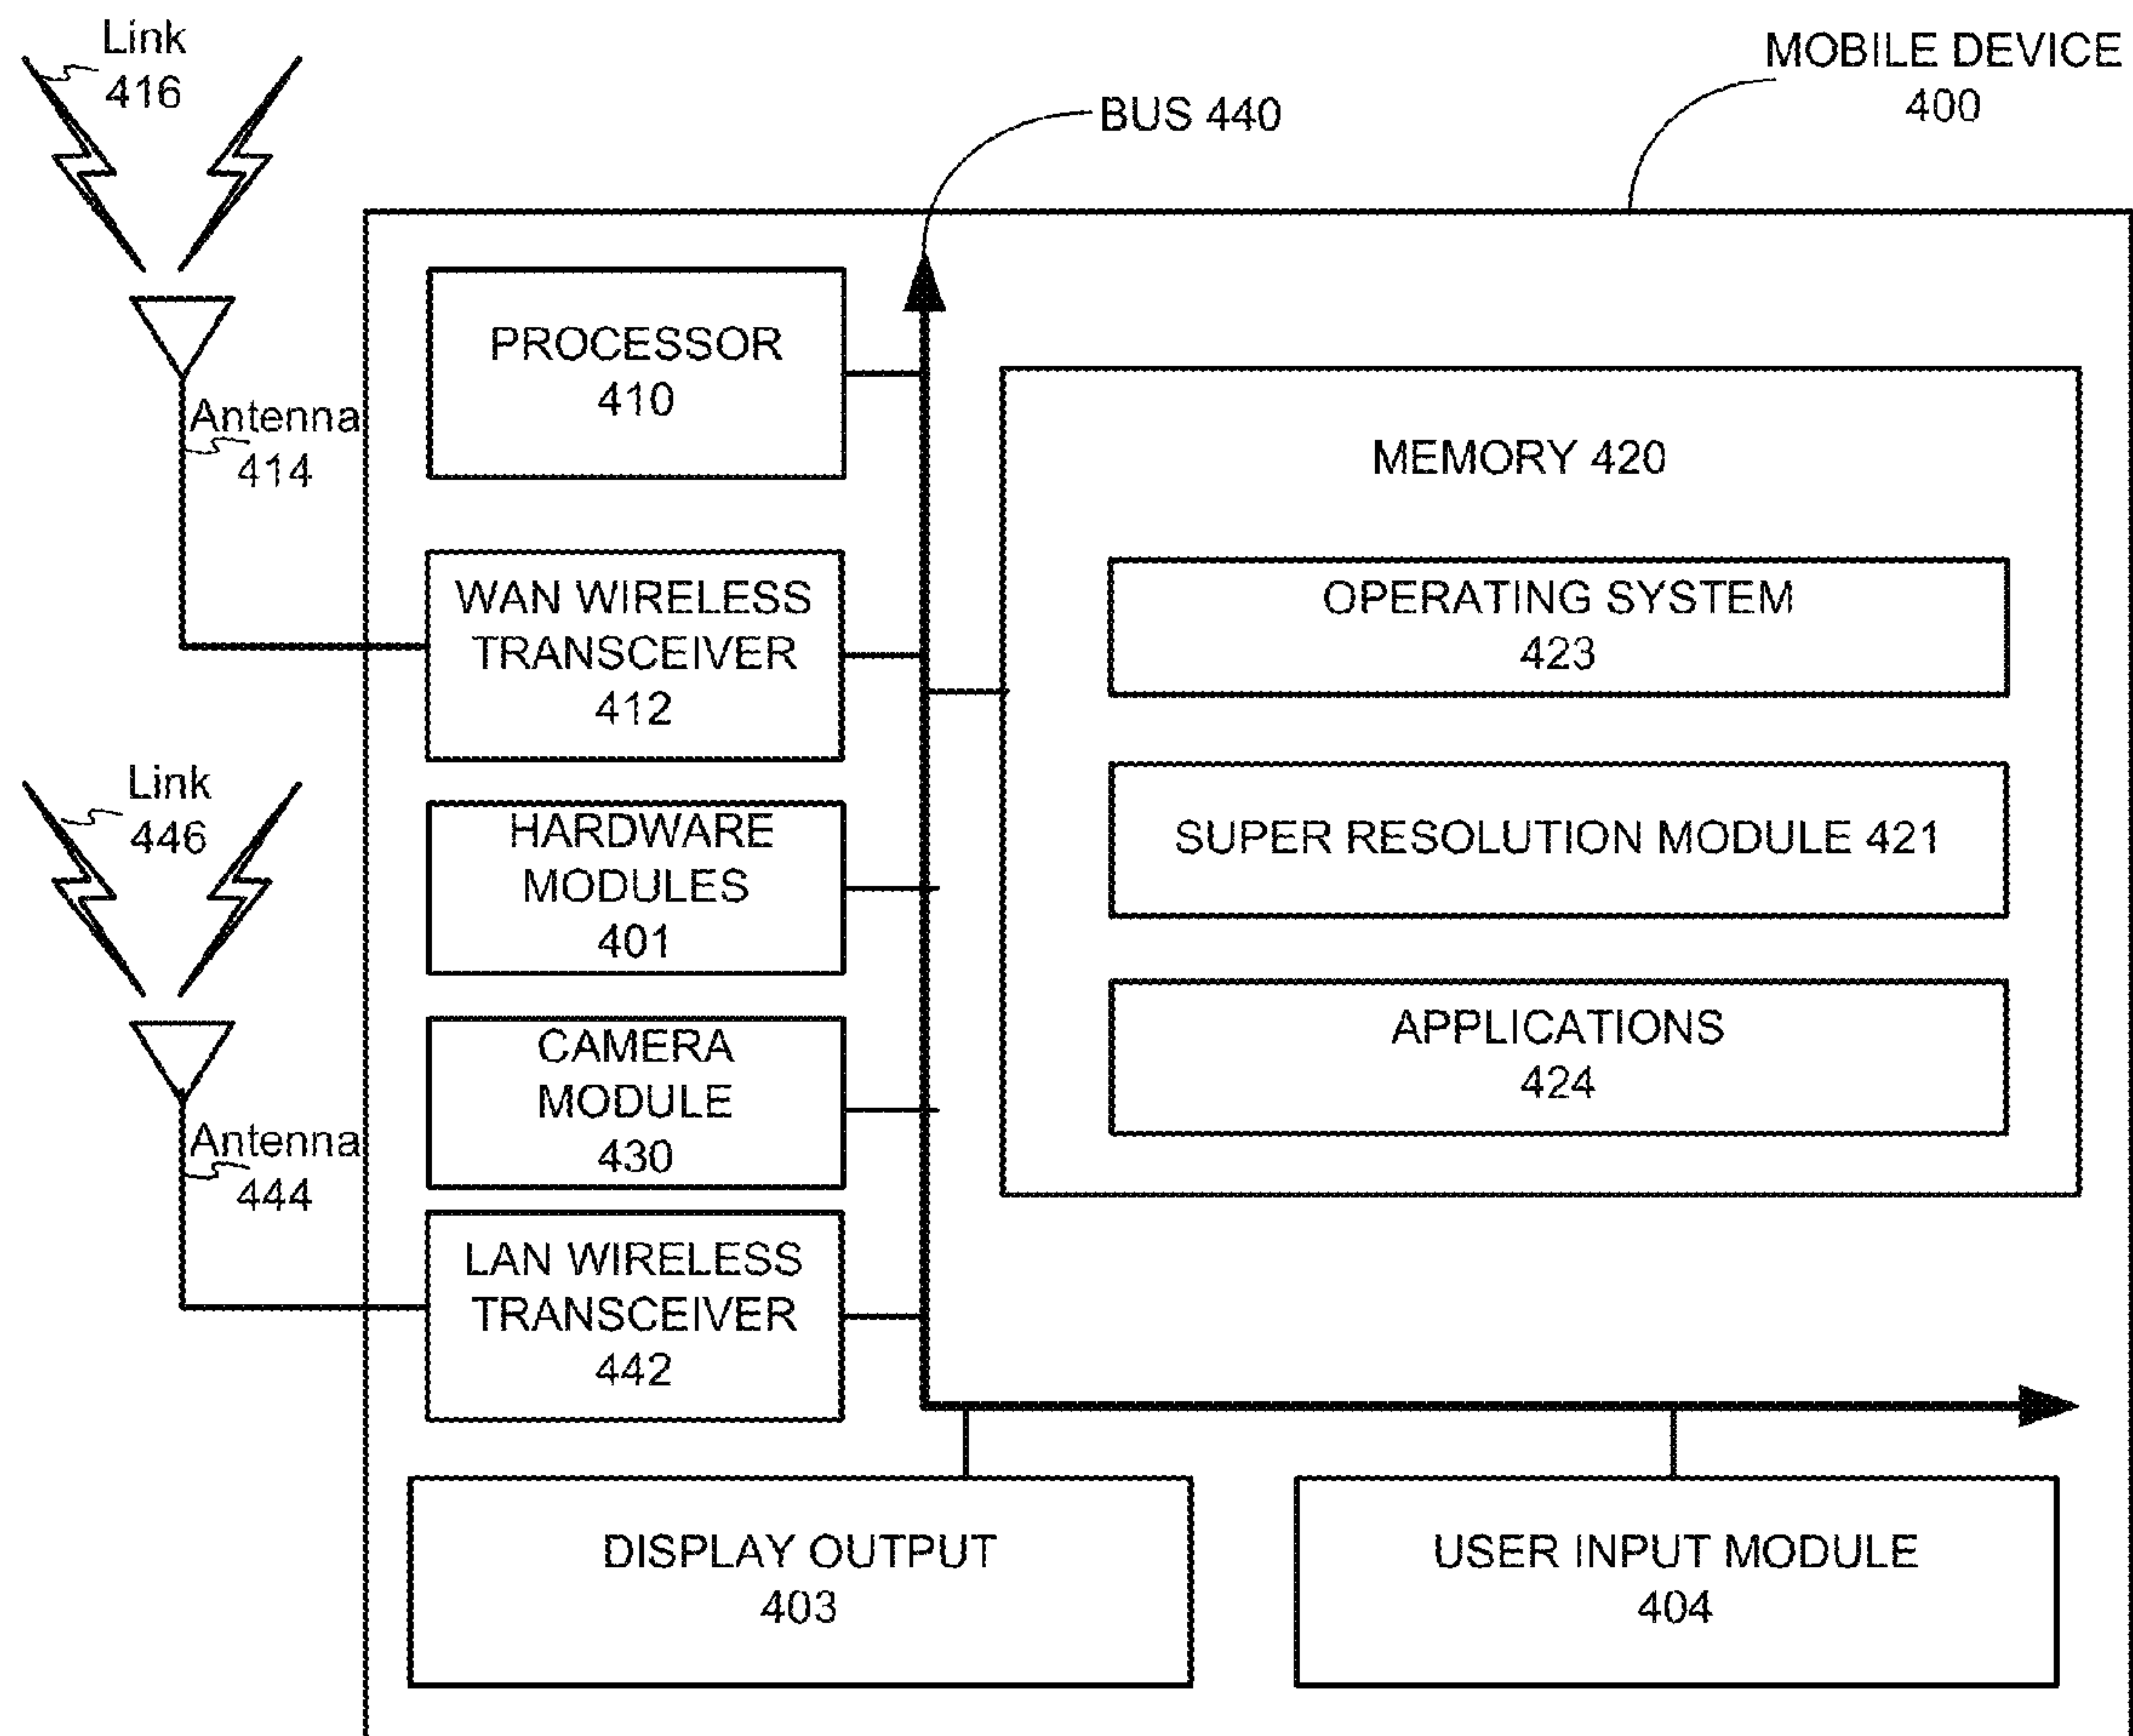 Link
416
MOBILE DEVICE
400
BUS 440
PROCESSOR
410
Antenna
414
MEMORY 420
WAN WIRELESS
TRANSCEIVER
412
OPERATING SYSTEM
423
Link
446
HARDWARE
MODULES
401
SUPER RESOLUTION MODULE 421
CAMERA
MODULE
430
APPLICATIONS
424
Antenna
444
LAN WIRELESS
TRANSCEIVER
442
DISPLAY OUTPUT
403
USER INPUT MODULE
404